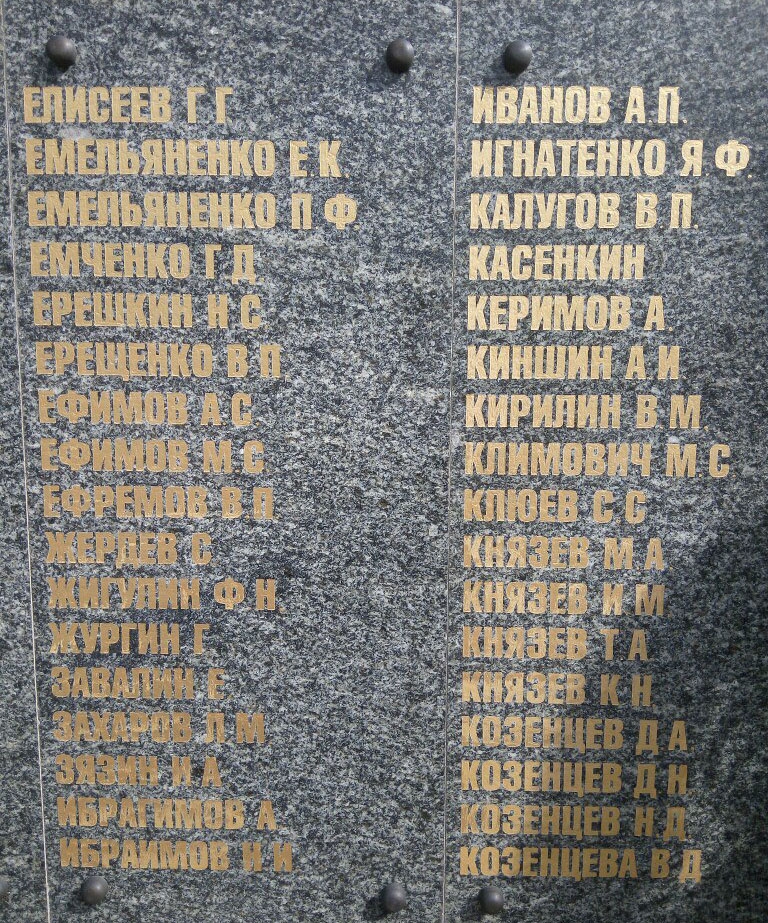 ЕЛИСЕЕВ Г.Г.
ЕМЕЛЬЯНЕНКО Е.К.
ЕМЕЛЬЯНЕНКО П.Ф.
ЕМЧЕНКО Г.Д.
ЕРЕШКИН Н.С.
ЕРЕЩЕНКО В.П.
ЕФИМОВ А.С.
ЕФИМОВ М.С.
ЕФРЕМОВ В.П.
ЖЕРДЕВ С.
ЖИГУЛИН Ф.Н.
ЖУРГИН Г.
ЗАВАЛИН Е.
ЗАХАРОВ П.М.
ЗЯЗИН И.А.
ИБРАГИМОВ А.
ИБРАИМОВ Н.И.
ИВАНОВ А.П.
ИГНАТЕНКО Я.Ф.
КАЛУГОВ В.П.
КАСЕНКИН
КЕРИМОВ А.
КИНШИН А.И.
КИРИЛИН В.М.
КЛИМОВИЧ М.С.
КЛЮЕВ С.С.
КНЯЗЕВ М.А.
КНЯЗЕВ И.М.
КНЯЗЕВ Т.А.
КНЯЗЕВ К.Н.
КОЗЕНЦЕВ Д.А.
КОЗЕНЦЕВ Д.Н.
КОЗЕНЦЕВ Н.Д.
КОЗЕНЦЕВА В.Д.